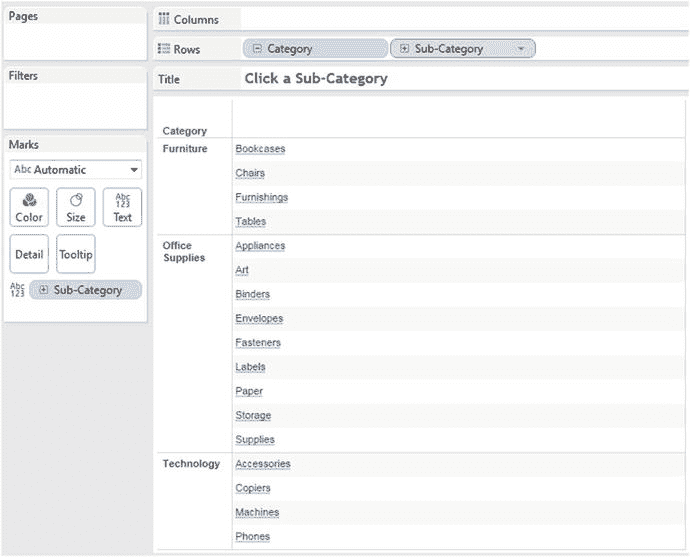 Pages
Columns
Rows
Category
Sub-Category
Filters
Title
Click a Sub-Category
Category
Marks
Abc Automatic
Color
Size
Abc
123
Text
Detail
Tooltip
Abc
123
Sub-Category
Furniture
Bookcases
Chairs
Furnishings
Tables
Office
Supplies
Appliances
Art
Binders
Envelopes
Fasteners
Labels
Paper
Storage
Supplies
Technology
Accessories
Copiers
Machines
Phones